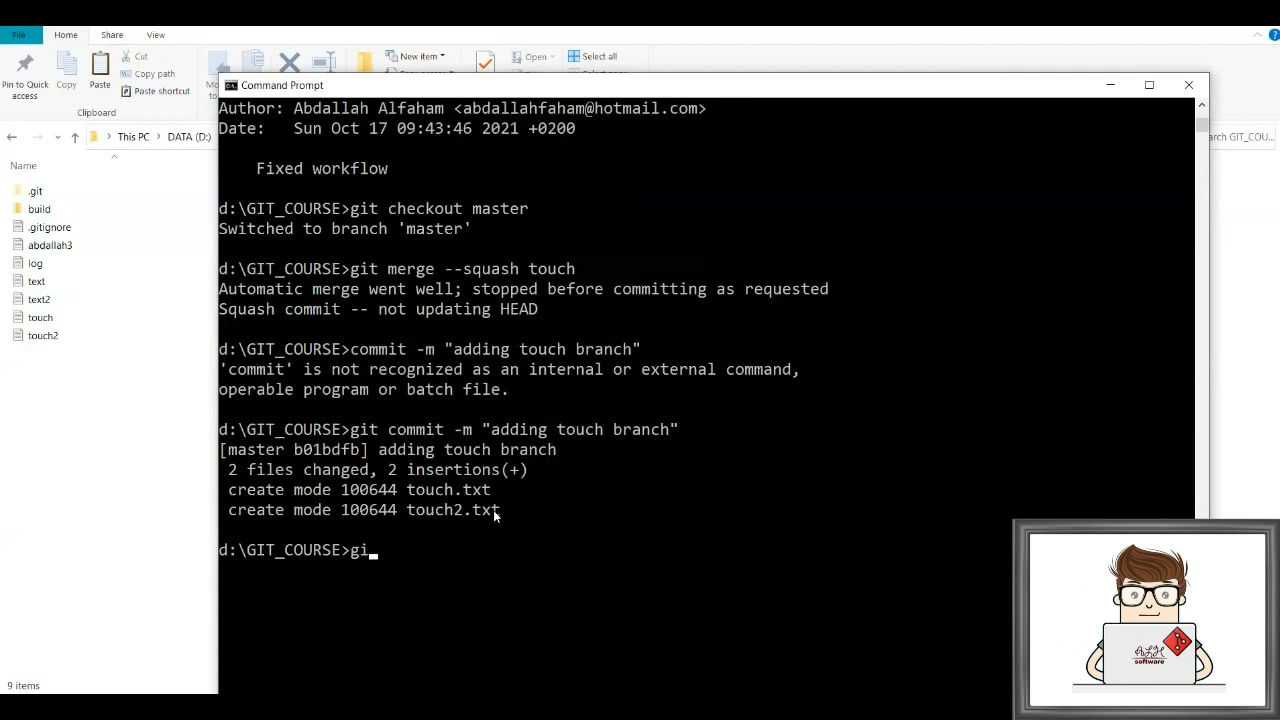 File Home Share View
Pin to Quick access
Copy
Paste
Cut
Copy path
Paste shortcut
Clipboard
New item
Open
Select all
This PC > DATA (D:)
Name
.git
build
.gitignore
abdallah3
log
text
text2
touch
touch2
9 items
Command Prompt
Author: Abdallah Alfaham <abdallahfaham@hotmail.com>
Date:   Sun Oct 17 09:43:46 2021 +0200
Fixed workflow
d:\GIT_COURSE>git checkout master
Switched to branch 'master'
d:\GIT_COURSE>git merge --squash touch
Automatic merge went well; stopped before committing as requested
Squash commit -- not updating HEAD
d:\GIT_COURSE>commit -m "adding touch branch"
'commit' is not recognized as an internal or external command,
operable program or batch file.
d:\GIT_COURSE>git commit -m "adding touch branch"
[master b01bdfb] adding touch branch
2 files changed, 2 insertions(+)
create mode 100644 touch.txt
create mode 100644 touch2.txt
d:\GIT_COURSE>gi
arch GIT_COU...
software